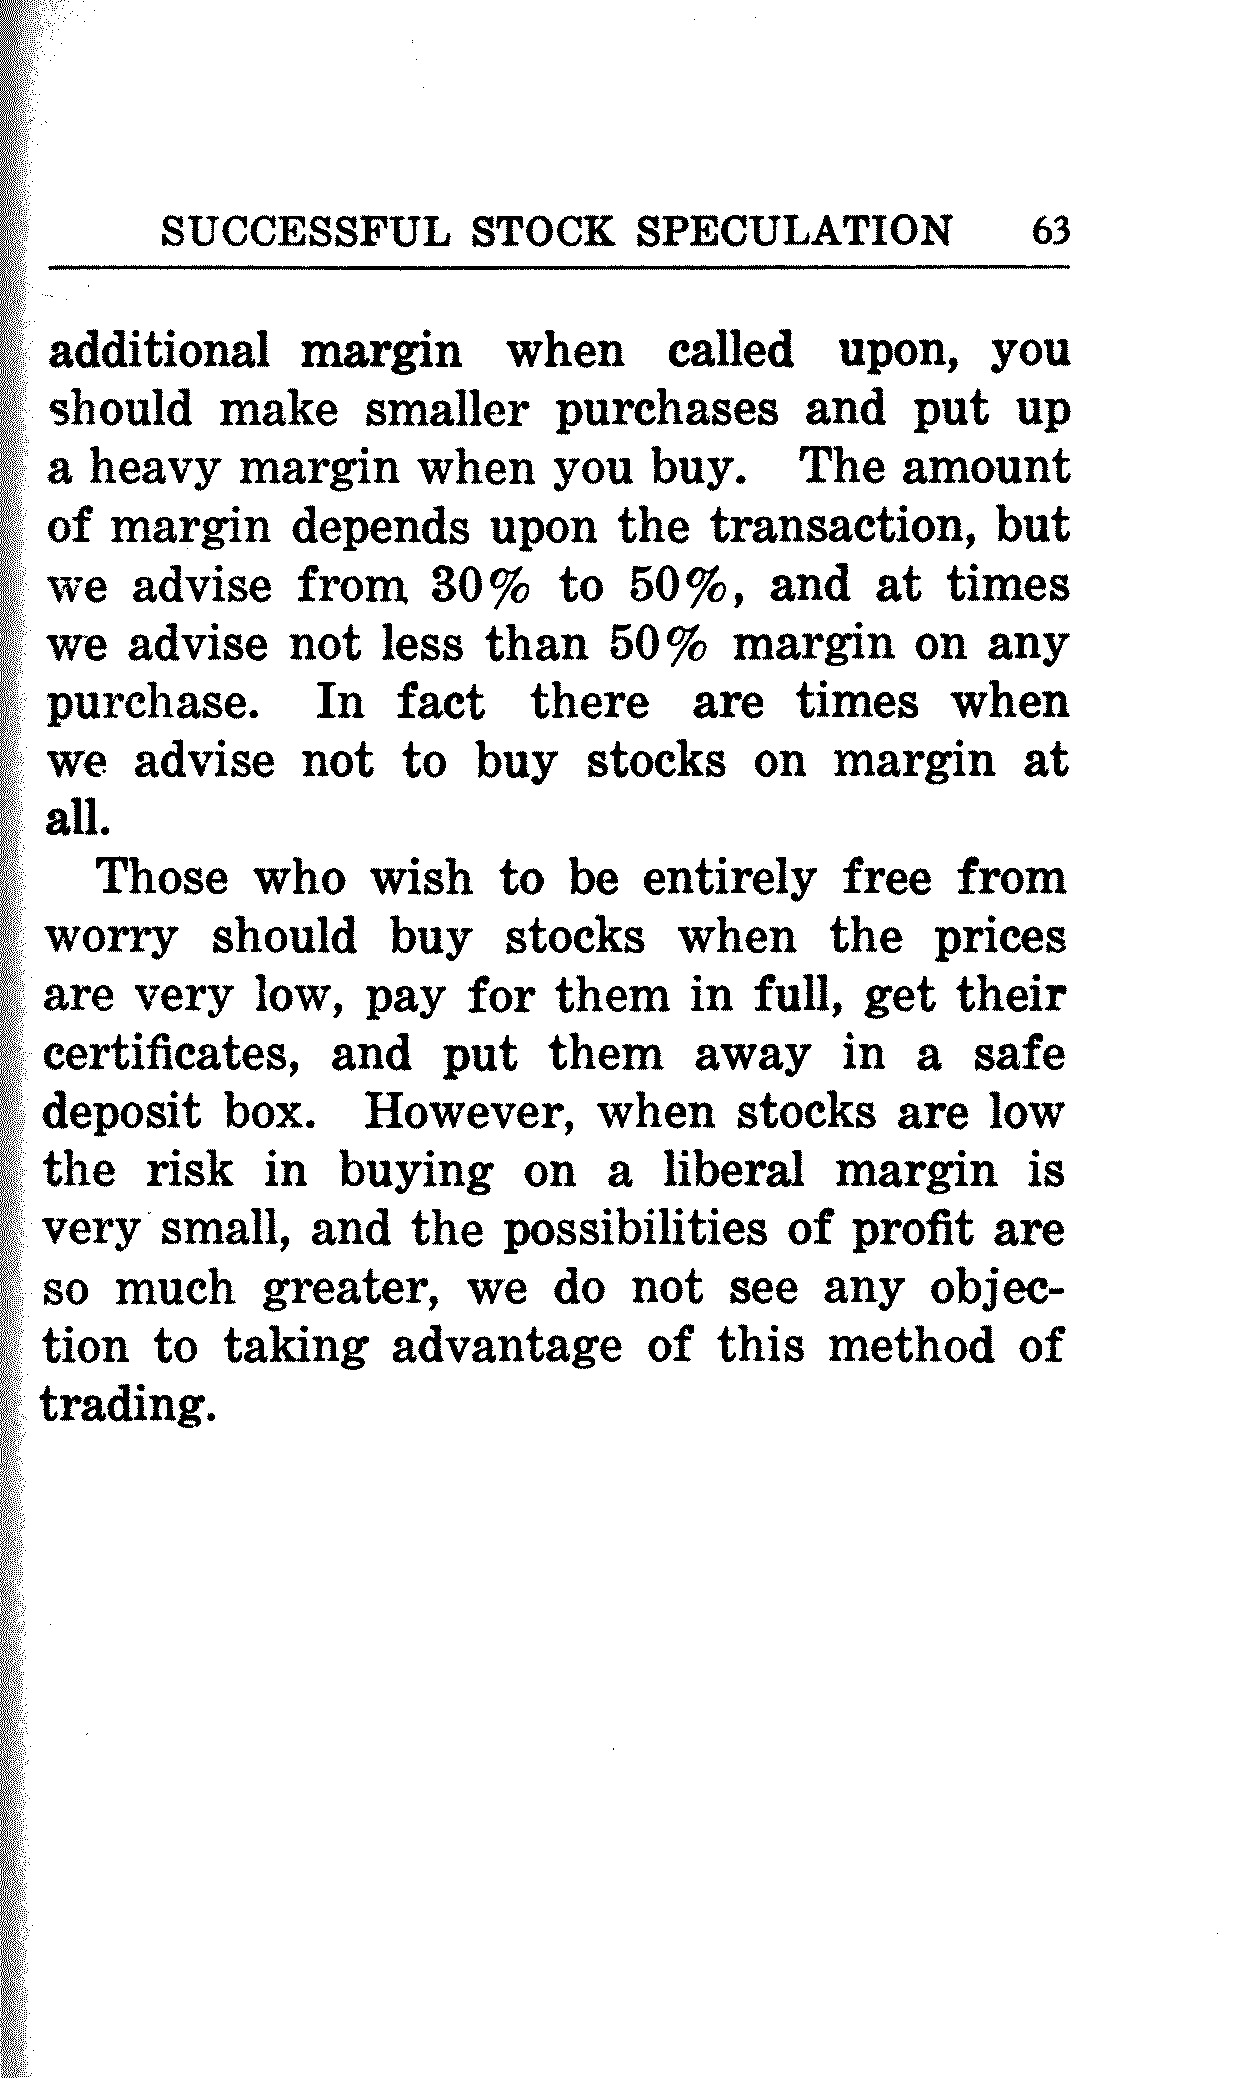 SUCCESSFUL STOCK SPECULATION 63
additional margin when called upon, you
should make smaller purchases and put up
a heavy margin when you buy. The amount
of margin depends upon the transaction, but
we advise from 30% to 50%, and at times
we advise not less than 50% margin on any
purchase. In fact there are times when
we advise not to buy stocks on margin at
all.
Those who wish to be entirely free from
worry should buy stocks when the prices
are very low, pay for them in full, get their
certificates, and put them away in a safe
deposit box. However, when stocks are low
the risk in buying on a liberal margin is
very small, and the possibilities of profit are
so much greater, we do not see any objec-
tion to taking advantage of this method of
trading.